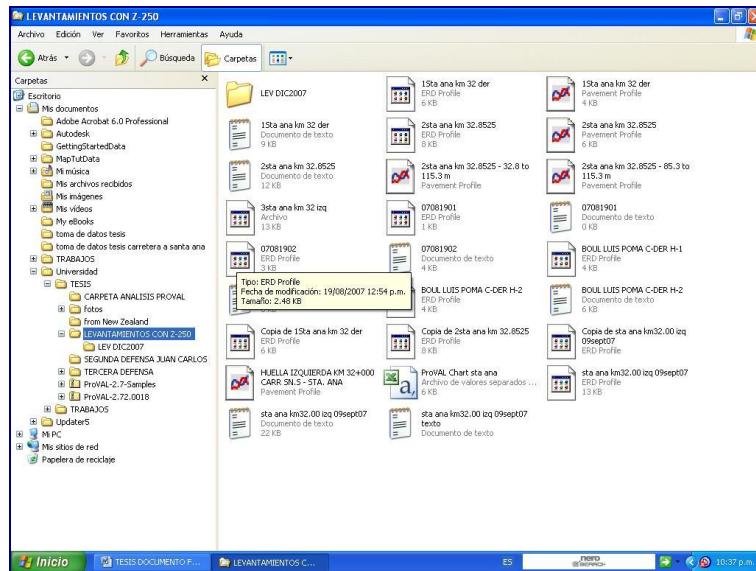 LEVANTAMIENTOS CON Z-250
Archivo Edición Ver Favoritos Herramientas Ayuda
Atrás Búsqueda Carpetas
Carpetas
Escritorio
Mis documentos
Adobe Acrobat 6.0 Professional
Autodesk
GettingStartedData
MapTutData
Mi música
Mis archivos recibidos
Mis imágenes
Mis vídeos
My eBooks
toma de datos tesis
toma de datos tesis carretera a santa ana
TRABAJOS
Universidad
TESIS
CARPETA ANALISIS PROVAL
fotos
from New Zealand
LEVANTAMIENTOS CON Z-250
LEV DIC2007
SEGUNDA DEFENSA JUAN CARLOS
TERCERA DEFENSA
ProVAL-2.7-Samples
ProVAL-2.72.0018
TRABAJOS
Updater5
Mi PC
Mis sitios de red
Papelera de reciclaje
LEV DIC2007
1Sta ana km 32 der
ERD Profile
6 KB
1Sta ana km 32 der
Pavement Profile
4 KB
1Sta ana km 32 der
Documento de texto
9 KB
2sta ana km 32.8525
ERD Profile
8 KB
2sta ana km 32.8525
Pavement Profile
6 KB
2sta ana km 32.8525
Documento de texto
12 KB
2sta ana km 32.8525 - 32.8 to
115.3 m
Pavement Profile
2sta ana km 32.8525 - 85.3 to
115.3 m
Pavement Profile
3sta ana km 32 izq
Archivo
13 KB
07081901
ERD Profile
1 KB
07081901
Documento de texto
0 KB
07081902
ERD Profile
3 KB
07081902
Documento de texto
4 KB
BOUL LUIS POMA C-DER H-1
ERD Profile
4 KB
Tipo: ERD Profile
Fecha de modificación: 19/08/2007 12:54 p.m.
Tamaño: 2.48 KB
6 KB
BOUL LUIS POMA C-DER H-2
ERD Profile
4 KB
BOUL LUIS POMA C-DER H-2
Documento de texto
6 KB
Copia de 1Sta ana km 32 der
ERD Profile
6 KB
Copia de 2sta ana km 32.8525
ERD Profile
8 KB
Copia de sta ana km32.00 izq
09sept07
ERD Profile
HUELLA IZQUIERDA KM 32+000
CARR SN.S - STA. ANA
Pavement Profile
ProVAL Chart sta ana
Archivo de valores separados ...
6 KB
sta ana km32.00 izq 09sept07
ERD Profile
13 KB
sta ana km32.00 izq 09sept07
Documento de texto
22 KB
sta ana km32.00 izq 09sept07
texto
Documento de texto
Inicio TESIS DOCUMENTO F... LEVANTAMIENTOS C... ES nero SEARCH 10:37 p.m.